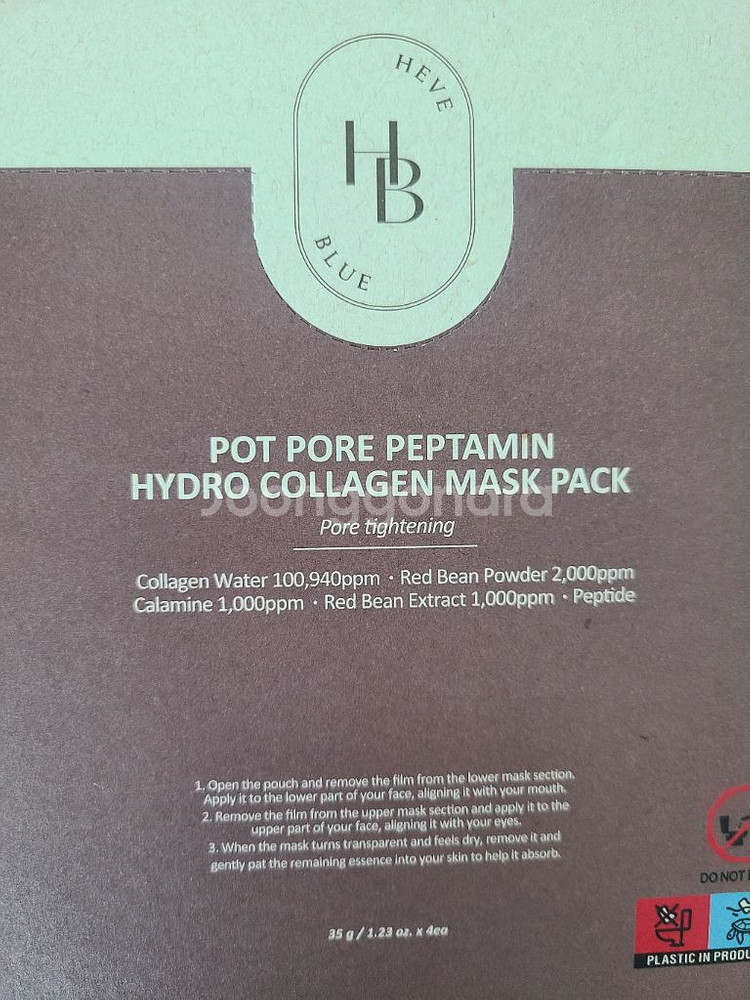 HEVE
HB
BLUE
POT PORE PEPTAMIN
HYDRO COLLAGEN MASK PACK
Joonggonara
Pore tightening
Collagen Water 100,940ppm · Red Bean Powder 2,000ppm
Calamine 1,000ppm · Red Bean Extract 1,000ppm · Peptide
1. Open the pouch and remove the film from the lower mask section.
Apply it to the lower part of your face, aligning it with your mouth.
2. Remove the film from the upper mask section and apply it to the
upper part of your face, aligning it with your eyes.
3. When the mask turns transparent and feels dry, remove it and
gently pat the remaining essence into your skin to help it absorb.
DO NOT
35 g / 1.23 oz. x 4ea
PLASTIC IN